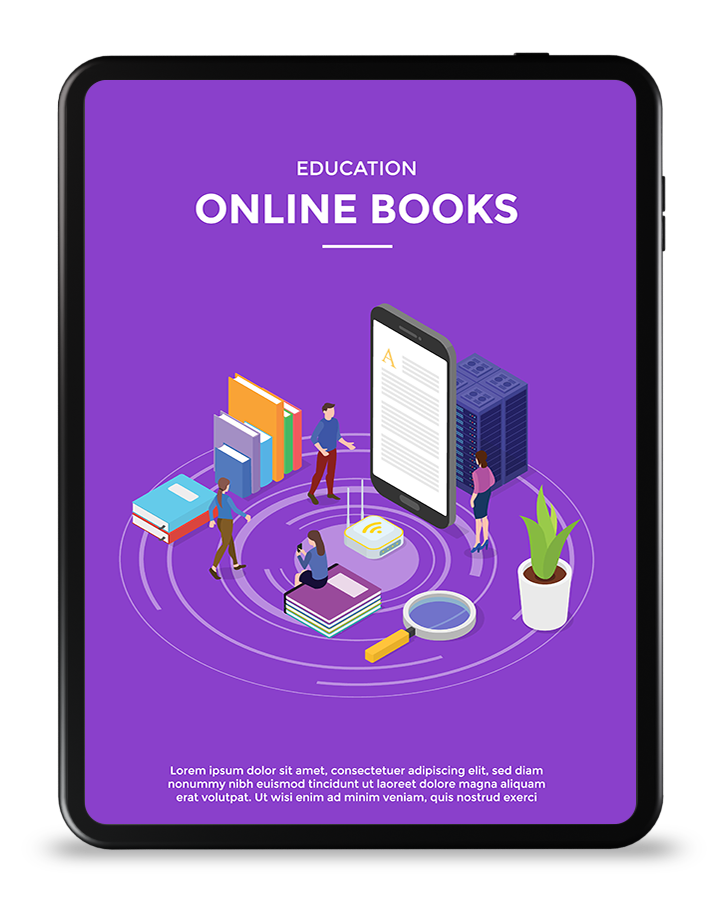 EDUCATION
ONLINE BOOKS
A
Lorem ipsum dolor sit amet, consectetuer adipiscing elit, sed diam
nonummy nibh euismod tincidunt ut laoreet dolore magna aliquam
erat volutpat. Ut wisi enim ad minim veniam, quis nostrud exerci